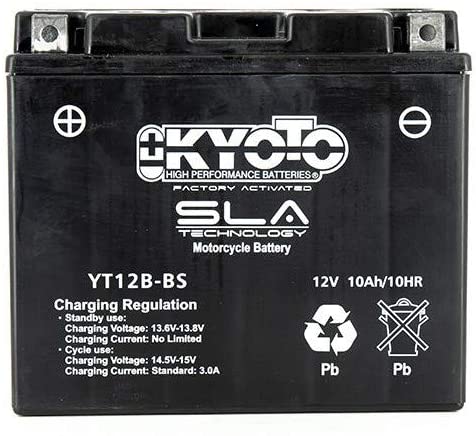 KYOTO
HIGH PERFORMANCE BATTERIES
FACTORY ACTIVATED
SLA
TECHNOLOGY
Motorcycle Battery
YT12B-BS
12V 10Ah/10HR
Charging Regulation
• Standby use:
Charging Voltage: 13.6V-13.8V
Charging Current: No Limited
• Cycle use:
Charging Voltage: 14.5V-15V
Charging Current: Standard: 3.0A
Pb
Pb